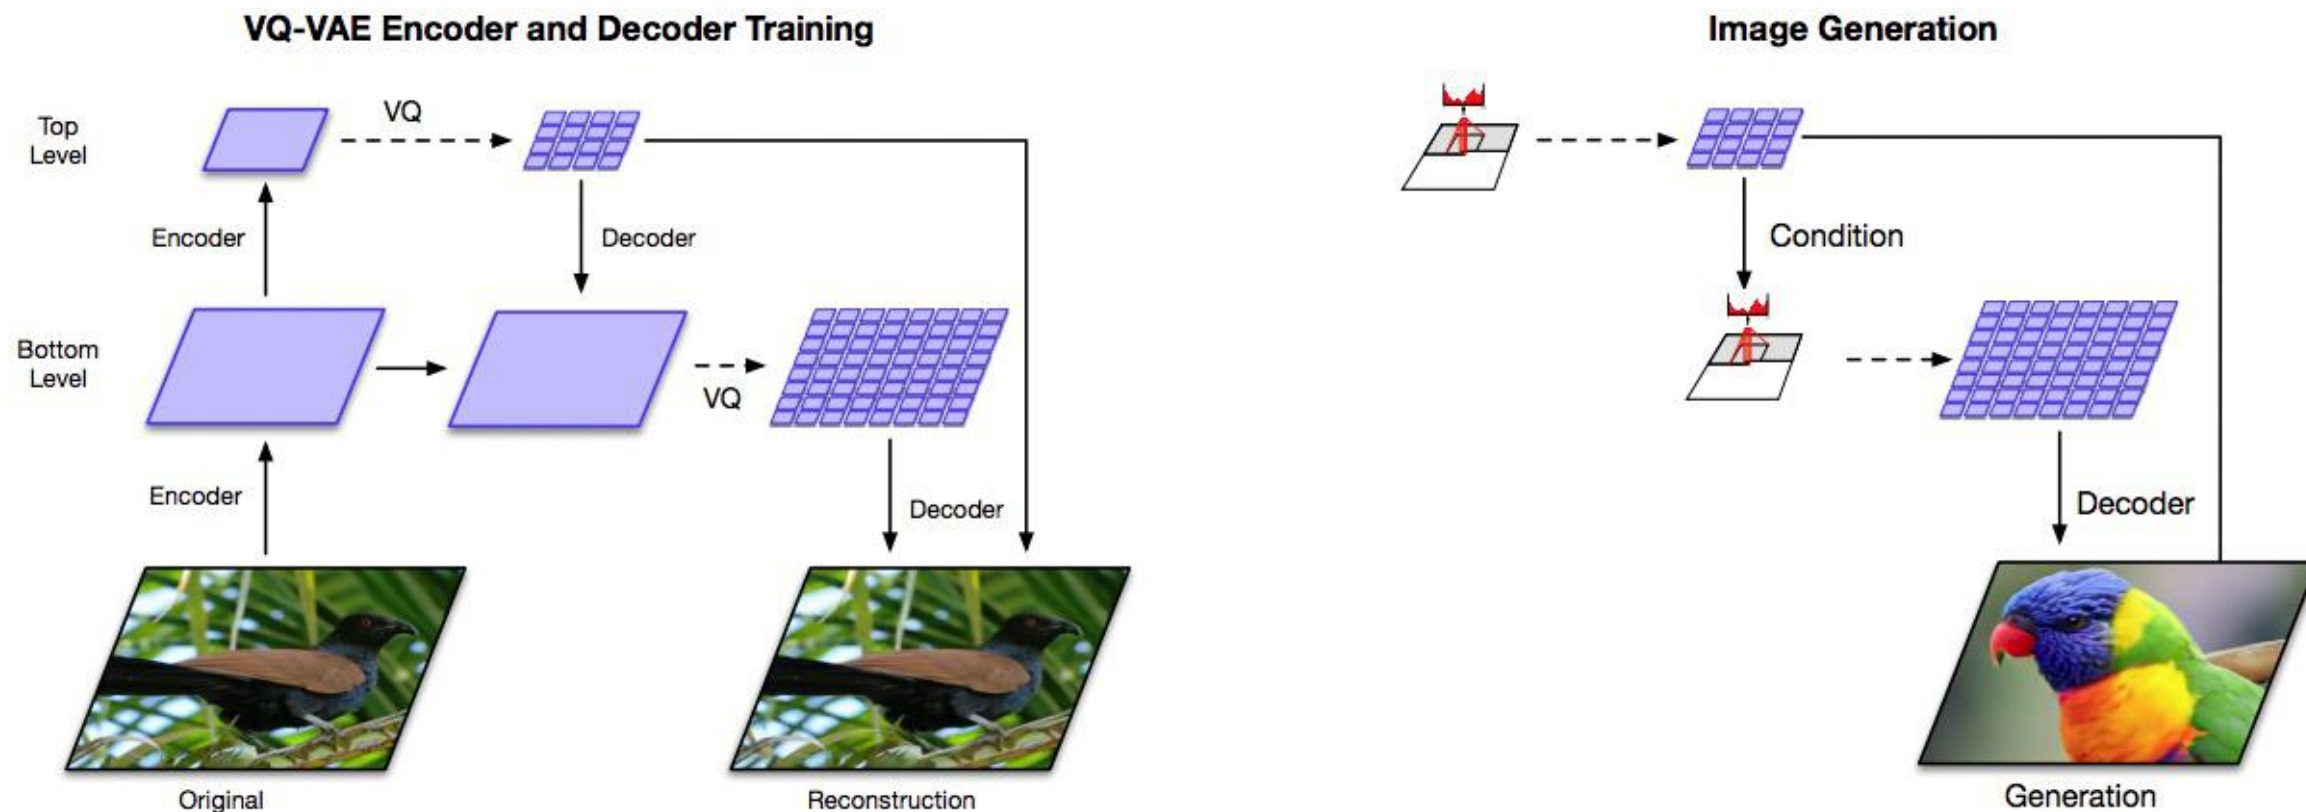 VQ-VAE Encoder and Decoder Training
Top
Level
VQ
Encoder
Decoder
Bottom
Level
VQ
Encoder
Decoder
Original
Reconstruction
Image Generation
Condition
Decoder
Generation